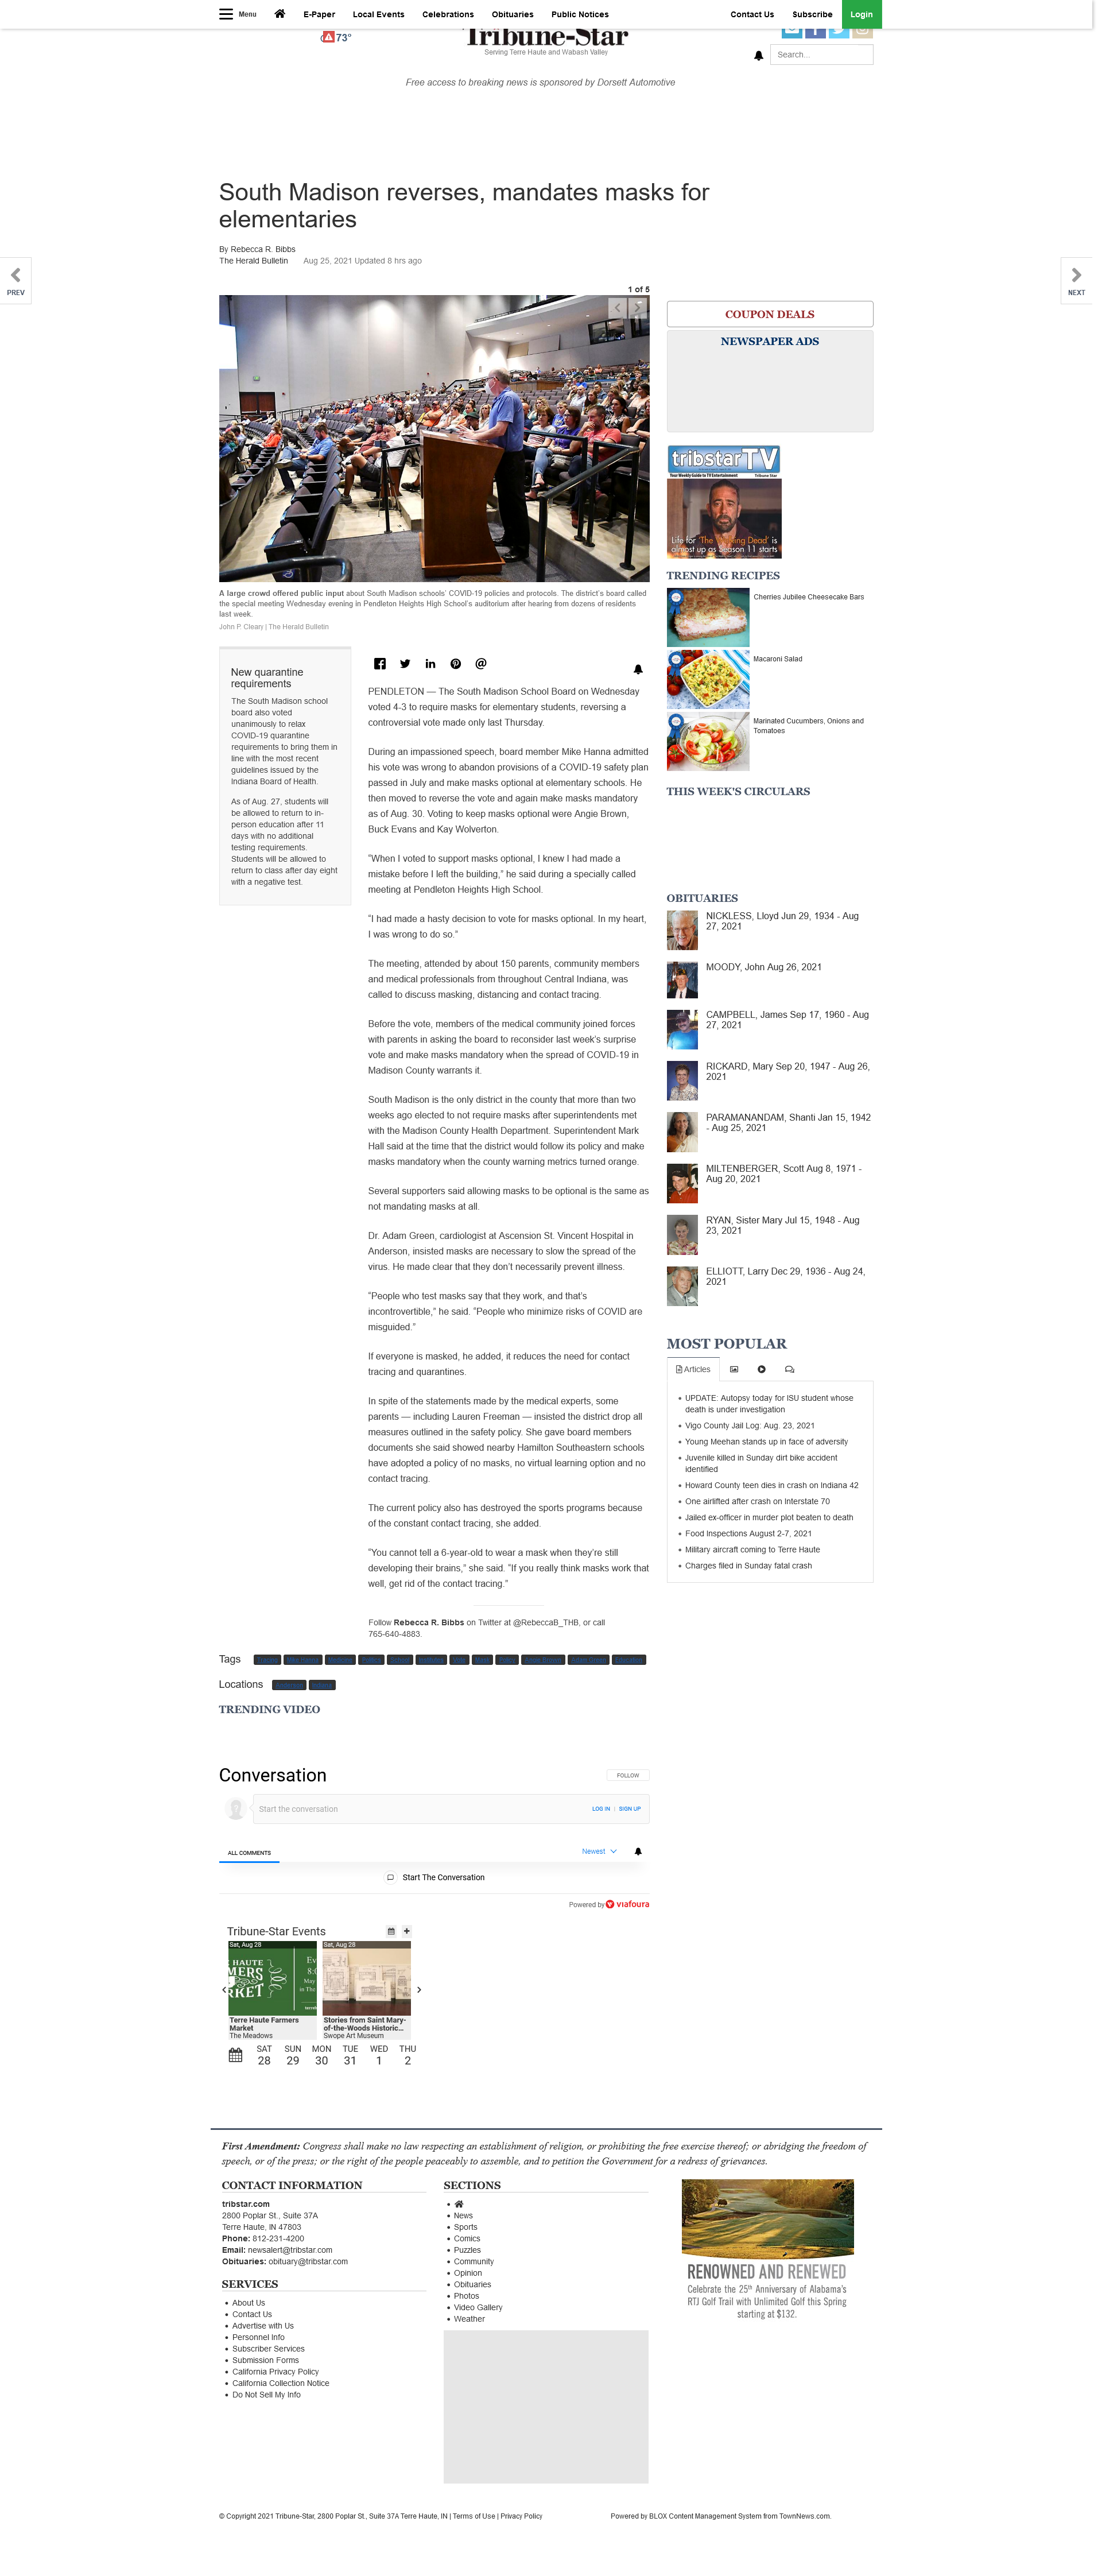 Menu
E-Paper
Local Events
Celebrations
Obituaries
Public Notices
Contact Us
Subscribe
Login
73°
Tribune-Star
Serving Terre Haute and Wabash Valley
Search...
Free access to breaking news is sponsored by Dorsett Automotive
South Madison reverses, mandates masks for
elementaries
By Rebecca R. Bibbs
The Herald Bulletin Aug 25, 2021 Updated 8 hrs ago
PREV
NEXT
1 of 5
A large crowd offered public input about South Madison schools' COVID-19 policies and protocols. The district's board called
the special meeting Wednesday evening in Pendleton Heights High School's auditorium after hearing from dozens of residents
last week.
John P. Cleary | The Herald Bulletin
New quarantine
requirements
The South Madison school
board also voted
unanimously to relax
COVID-19 quarantine
requirements to bring them in
line with the most recent
guidelines issued by the
Indiana Board of Health.
As of Aug. 27, students will
be allowed to return to in-
person education after 11
days with no additional
testing requirements.
Students will be allowed to
return to class after day eight
with a negative test.
PENDLETON — The South Madison School Board on Wednesday
voted 4-3 to require masks for elementary students, reversing a
controversial vote made only last Thursday.
During an impassioned speech, board member Mike Hanna admitted
his vote was wrong to abandon provisions of a COVID-19 safety plan
passed in July and make masks optional at elementary schools. He
then moved to reverse the vote and again make masks mandatory
as of Aug. 30. Voting to keep masks optional were Angie Brown,
Buck Evans and Kay Wolverton.
“When I voted to support masks optional, I knew I had made a
mistake before I left the building,” he said during a specially called
meeting at Pendleton Heights High School.
“I had made a hasty decision to vote for masks optional. In my heart,
I was wrong to do so.”
The meeting, attended by about 150 parents, community members
and medical professionals from throughout Central Indiana, was
called to discuss masking, distancing and contact tracing.
Before the vote, members of the medical community joined forces
with parents in asking the board to reconsider last week's surprise
vote and make masks mandatory when the spread of COVID-19 in
Madison County warrants it.
South Madison is the only district in the county that more than two
weeks ago elected to not require masks after superintendents met
with the Madison County Health Department. Superintendent Mark
Hall said at the time that the district would follow its policy and make
masks mandatory when the county warning metrics turned orange.
Several supporters said allowing masks to be optional is the same as
not mandating masks at all.
Dr. Adam Green, cardiologist at Ascension St. Vincent Hospital in
Anderson, insisted masks are necessary to slow the spread of the
virus. He made clear that they don't necessarily prevent illness.
“People who test masks say that they work, and that's
incontrovertible,” he said. “People who minimize risks of COVID are
misguided.”
If everyone is masked, he added, it reduces the need for contact
tracing and quarantines.
In spite of the statements made by the medical experts, some
parents — including Lauren Freeman — insisted the district drop all
measures outlined in the safety policy. She gave board members
documents she said showed nearby Hamilton Southeastern schools
have adopted a policy of no masks, no virtual learning option and no
contact tracing.
The current policy also has destroyed the sports programs because
of the constant contact tracing, she added.
“You cannot tell a 6-year-old to wear a mask when they're still
developing their brains,” she said. “If you really think masks work that
well, get rid of the contact tracing.”
Follow Rebecca R. Bibbs on Twitter at @RebeccaB_THB, or call
765-640-4883.
Tags
Locations
TRENDING VIDEO
Conversation
FOLLOW
Start the conversation
LOG IN | SIGN UP
ALL COMMENTS
Newest
Start The Conversation
Powered by viafoura
Tribune-Star Events
Sat, Aug 28
Terre Haute Farmers
Market
The Meadows
Sat, Aug 28
Stories from Saint Mary-
of-the-Woods Historic...
Swope Art Museum
SAT SUN MON TUE WED THU
28 29 30 31 1 2
COUPON DEALS
NEWSPAPER ADS
tribstarTV
Your Weekly Guide to TV Entertainment Tribune Star
Life for 'The Walking Dead' is
almost up as Season 11 starts
TRENDING RECIPES
Cherries Jubilee Cheesecake Bars
Macaroni Salad
Marinated Cucumbers, Onions and
Tomatoes
THIS WEEK'S CIRCULARS
OBITUARIES
NICKLESS, Lloyd Jun 29, 1934 - Aug
27, 2021
MOODY, John Aug 26, 2021
CAMPBELL, James Sep 17, 1960 - Aug
27, 2021
RICKARD, Mary Sep 20, 1947 - Aug 26,
2021
PARAMANANDAM, Shanti Jan 15, 1942
- Aug 25, 2021
MILTENBERGER, Scott Aug 8, 1971 -
Aug 20, 2021
RYAN, Sister Mary Jul 15, 1948 - Aug
23, 2021
ELLIOTT, Larry Dec 29, 1936 - Aug 24,
2021
MOST POPULAR
Articles
UPDATE: Autopsy today for ISU student whose
death is under investigation
Vigo County Jail Log: Aug. 23, 2021
Young Meehan stands up in face of adversity
Juvenile killed in Sunday dirt bike accident
identified
Howard County teen dies in crash on Indiana 42
One airlifted after crash on Interstate 70
Jailed ex-officer in murder plot beaten to death
Food Inspections August 2-7, 2021
Military aircraft coming to Terre Haute
Charges filed in Sunday fatal crash
First Amendment: Congress shall make no law respecting an establishment of religion, or prohibiting the free exercise thereof; or abridging the freedom of
speech, or of the press; or the right of the people peaceably to assemble, and to petition the Government for a redress of grievances.
CONTACT INFORMATION
tribstar.com
2800 Poplar St., Suite 37A
Terre Haute, IN 47803
Phone: 812-231-4200
Email: newsalert@tribstar.com
Obituaries: obituary@tribstar.com
SERVICES
About Us
Contact Us
Advertise with Us
Personnel Info
Subscriber Services
Submission Forms
California Privacy Policy
California Collection Notice
Do Not Sell My Info
SECTIONS
News
Sports
Comics
Puzzles
Community
Opinion
Obituaries
Photos
Video Gallery
Weather
RENOWNED AND RENEWED
Celebrate the 25th Anniversary of Alabama's
RTJ Golf Trail with Unlimited Golf this Spring
starting at $132.
© Copyright 2021 Tribune-Star, 2800 Poplar St., Suite 37A Terre Haute, IN | Terms of Use | Privacy Policy
Powered by BLOX Content Management System from TownNews.com.